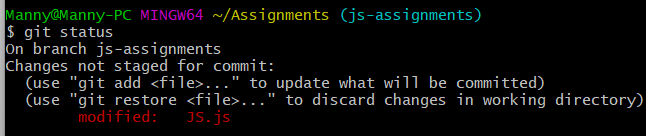 Manny@Manny-PC MINGW64 ~/Assignments (js-assignments)
$ git status
On branch js-assignments
Changes not staged for commit:
  (use "git add <file>..." to update what will be committed)
  (use "git restore <file>..." to discard changes in working directory)
        modified:   JS.js